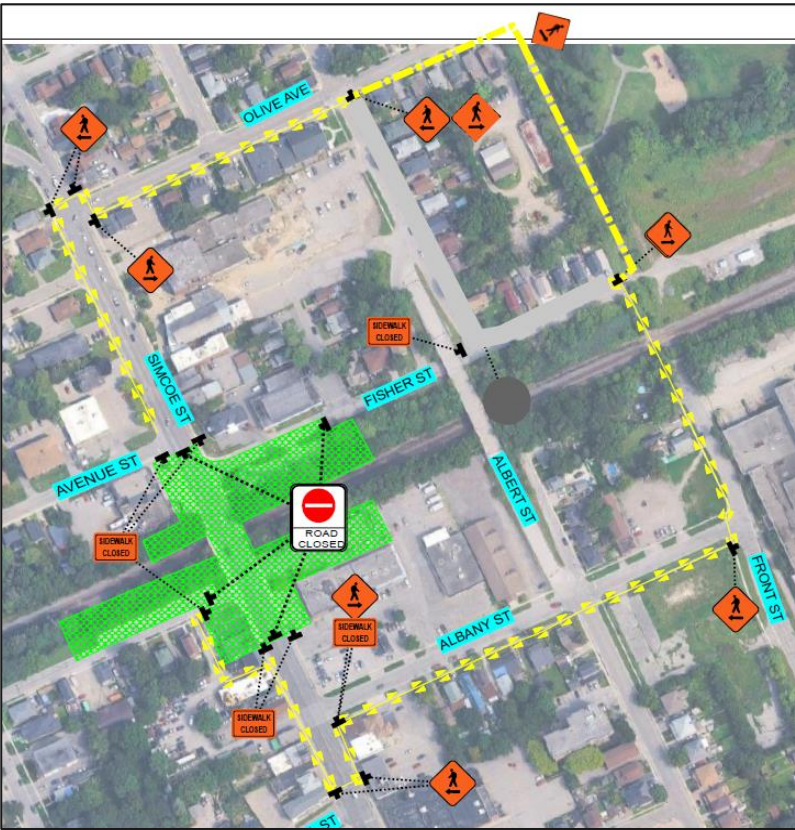 OLIVE AVE
SIDEWALK
CLOSED
SIMCOE ST
FISHER ST
AVENUE ST
ALBERT ST
ROAD
CLOSED
SIDEWALK
CLOSED
FRONT ST
SIDEWALK
CLOSED
ALBANY ST
SIDEWALK
CLOSED
ST